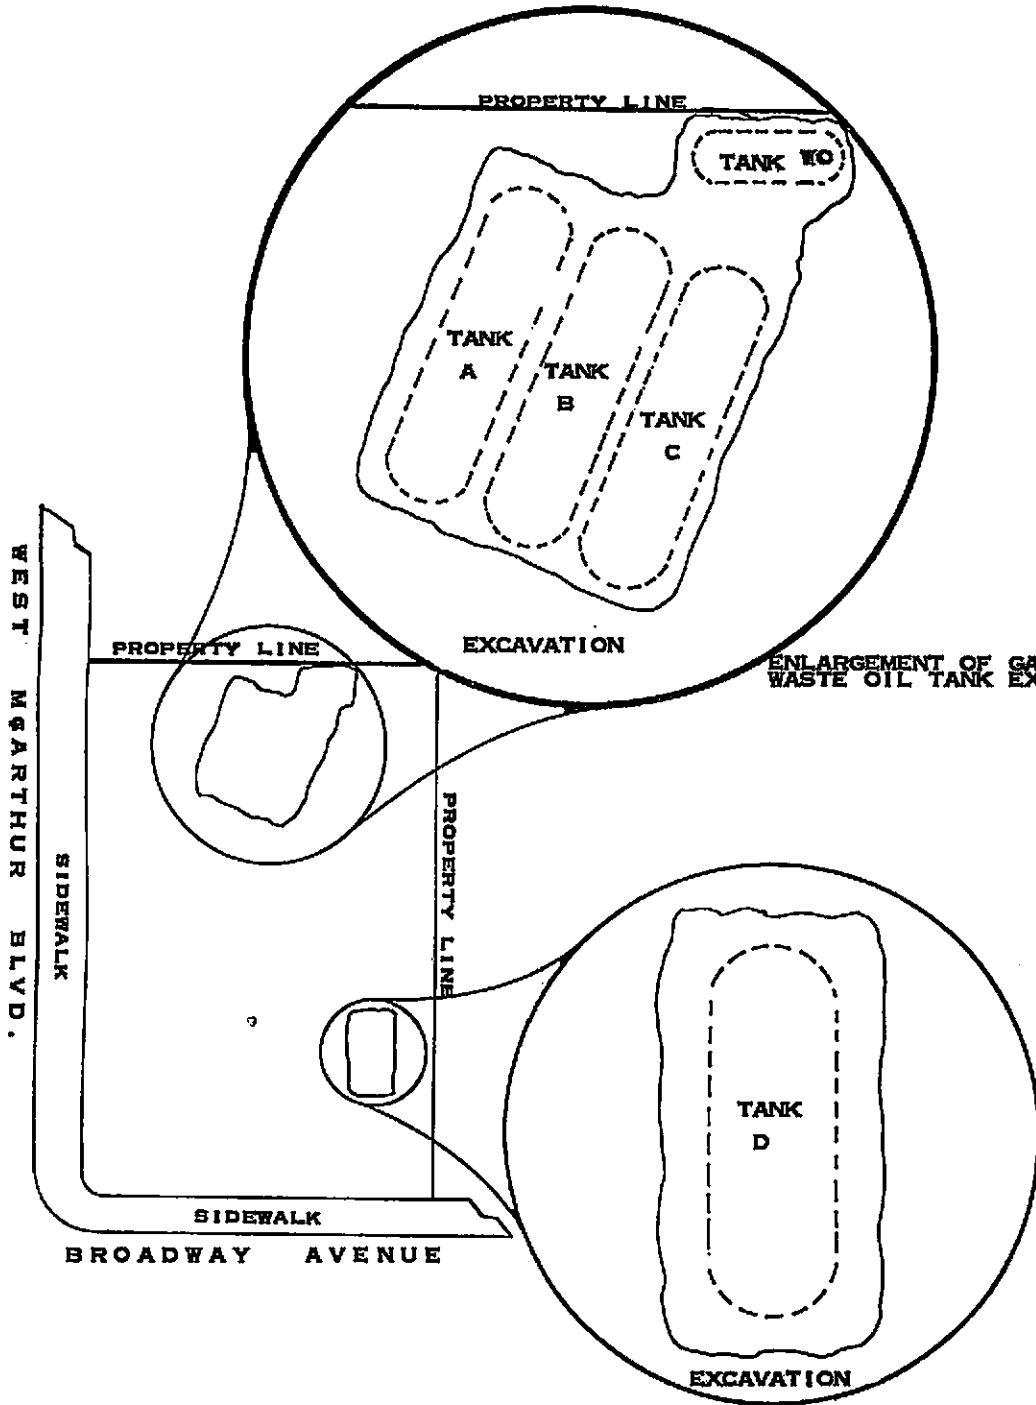 PROPERTY LINE
TANK WO
TANK
A
TANK
B
TANK
C
EXCAVATION
ENLARGEMENT OF GA
WASTE OIL TANK EX
WEST McARTHUR BLVD.
SIDEWALK
PROPERTY LINE
PROPERTY LINE
TANK
D
EXCAVATION
SIDEWALK
BROADWAY AVENUE